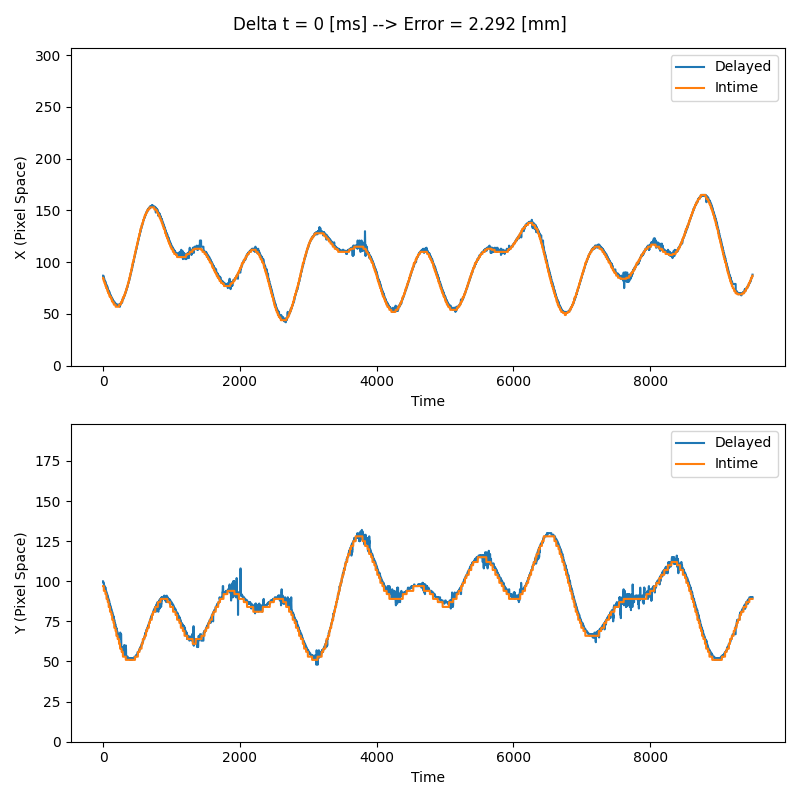 Delta t = 0 [ms] --> Error = 2.292 [mm]
300
250
200
150
100
50
0
X (Pixel Space)
Delayed
Intime
0 2000 4000 6000 8000
Time
175
150
125
100
75
50
25
0
Y (Pixel Space)
Delayed
Intime
0 2000 4000 6000 8000
Time